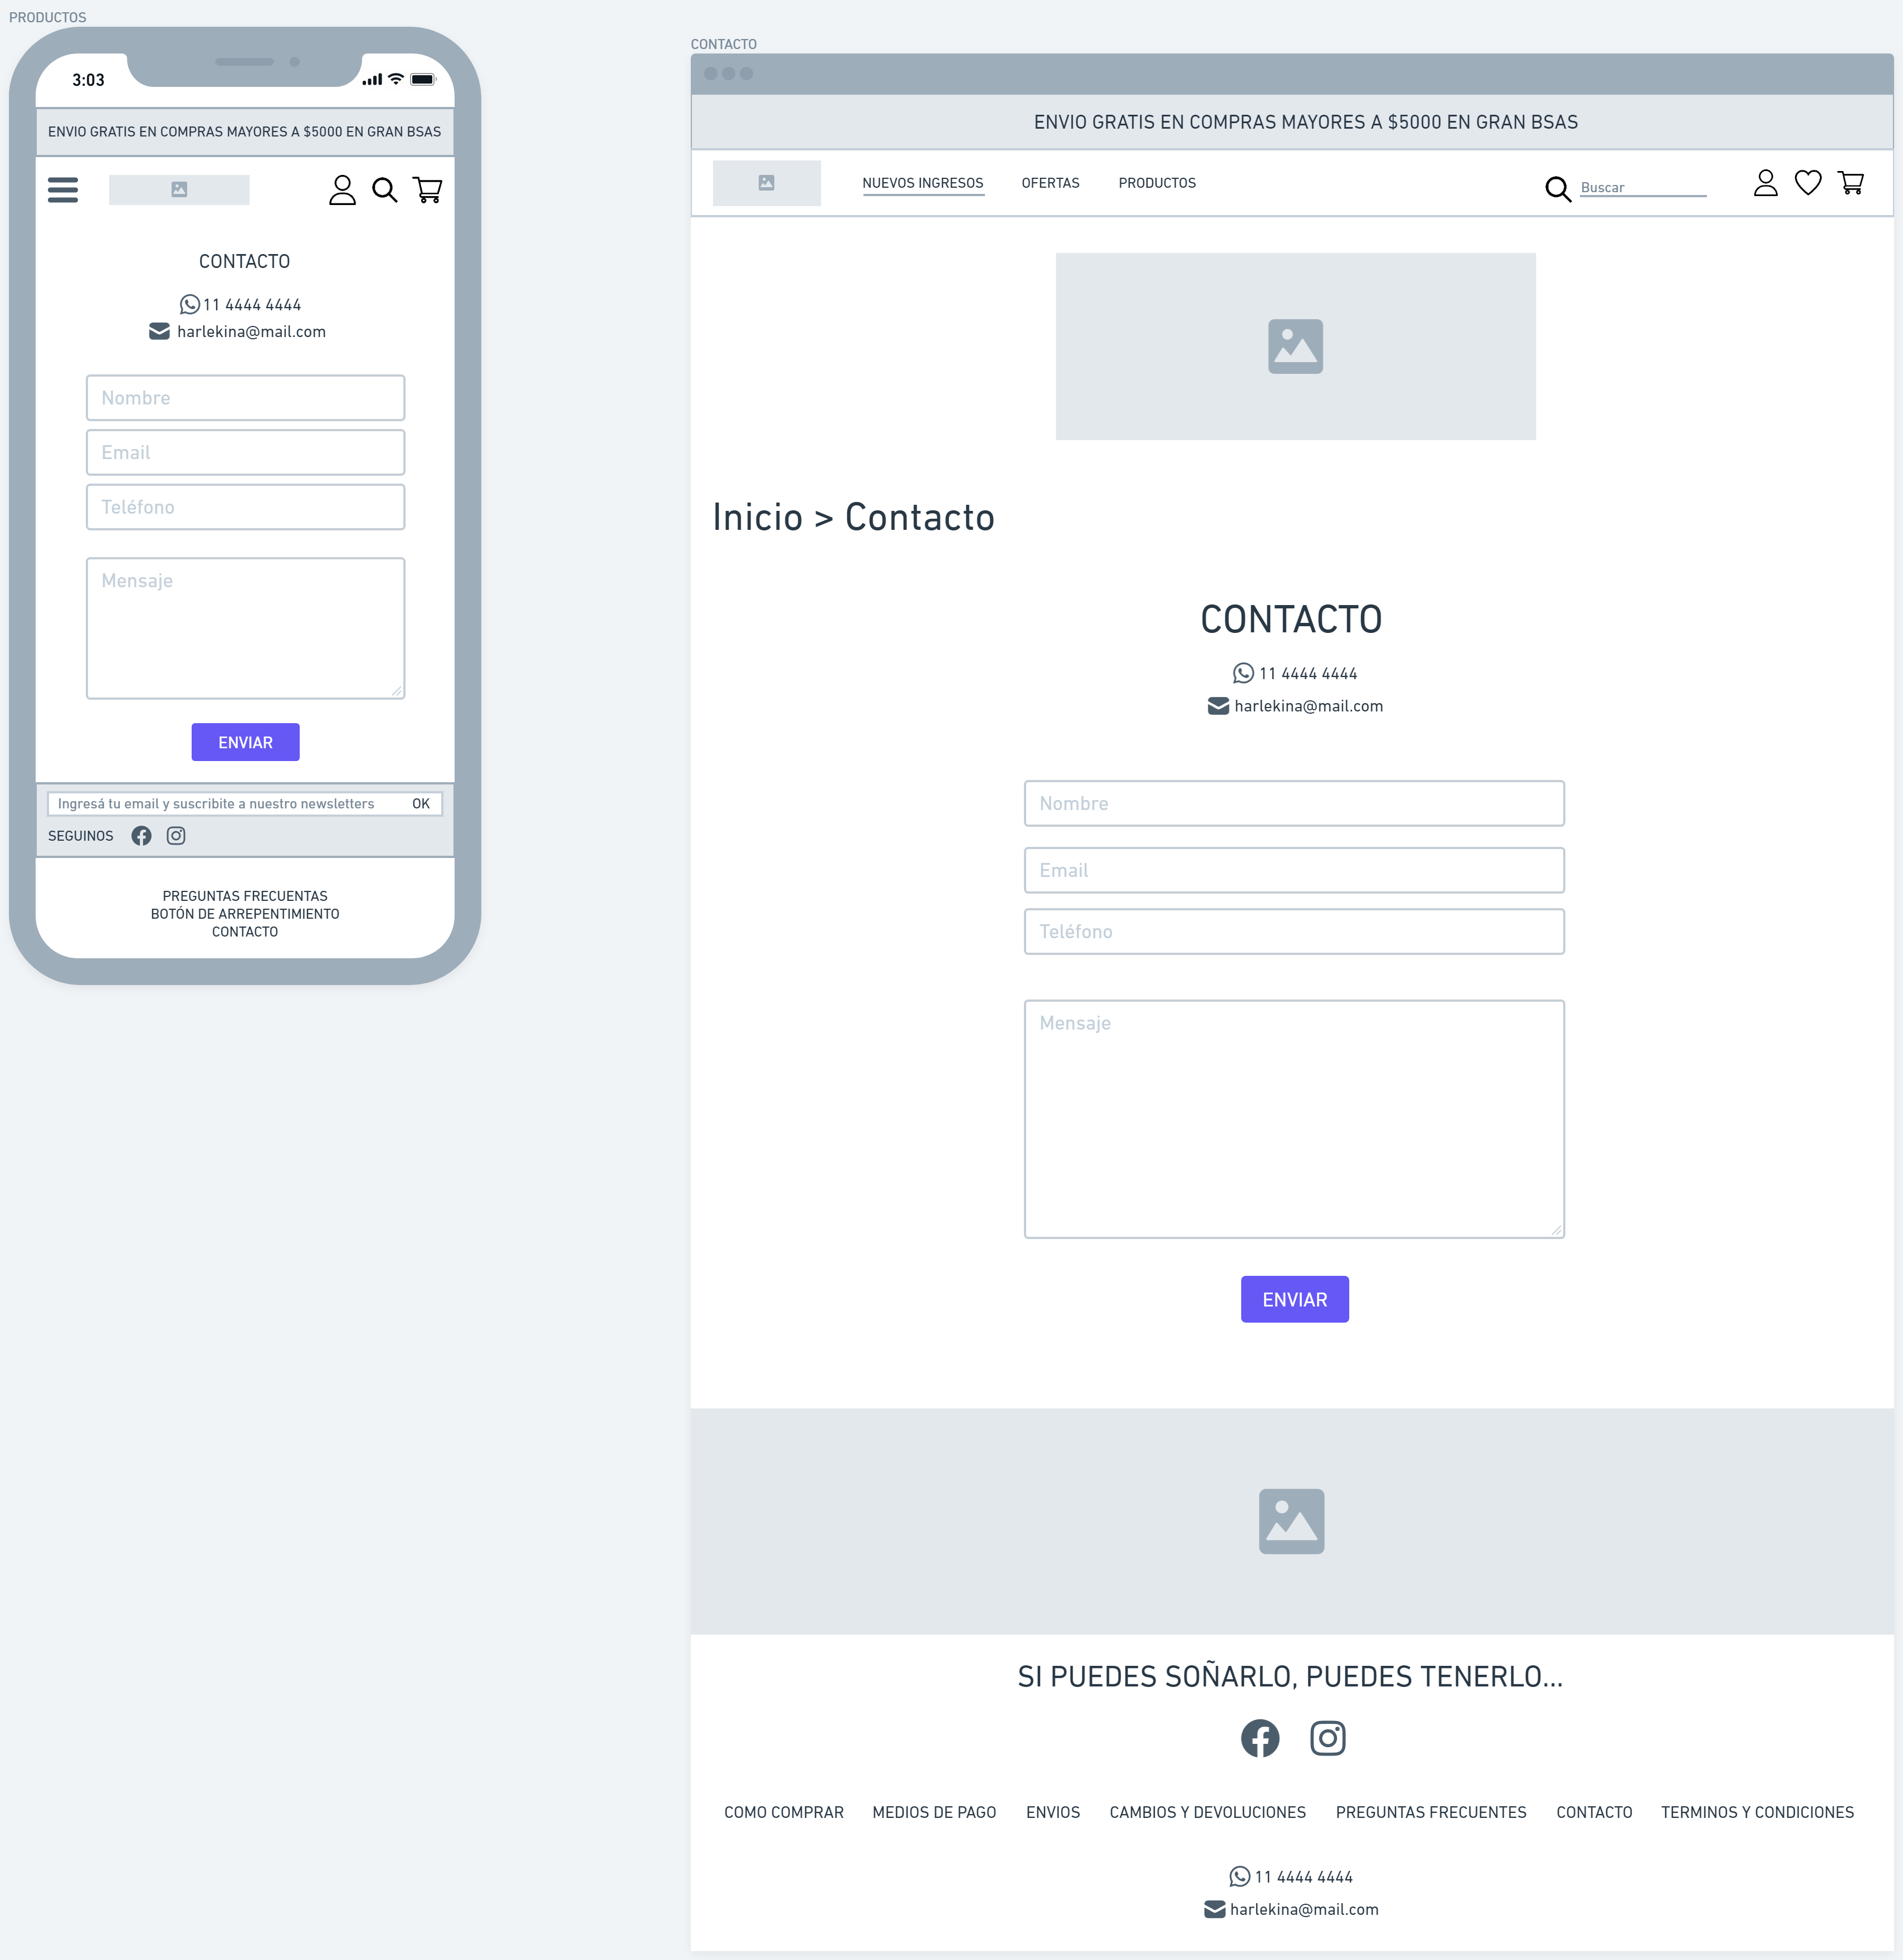 PRODUCTOS
3:03
ENVIO GRATIS EN COMPRAS MAYORES A $5000 EN GRAN BSAS
CONTACTO
11 4444 4444
harlekina@mail.com
Nombre
Email
Teléfono
Mensaje
ENVIAR
Ingresá tu email y suscribite a nuestro newsletters OK
SEGUINOS
PREGUNTAS FRECUENTAS
BOTÓN DE ARREPENTIMIENTO
CONTACTO
CONTACTO
ENVIO GRATIS EN COMPRAS MAYORES A $5000 EN GRAN BSAS
NUEVOS INGRESOS OFERTAS PRODUCTOS Buscar
Inicio > Contacto
CONTACTO
11 4444 4444
harlekina@mail.com
Nombre
Email
Teléfono
Mensaje
ENVIAR
SI PUEDES SOÑARLO, PUEDES TENERLO...
COMO COMPRAR MEDIOS DE PAGO ENVIOS CAMBIOS Y DEVOLUCIONES PREGUNTAS FRECUENTES CONTACTO TERMINOS Y CONDICIONES
11 4444 4444
harlekina@mail.com